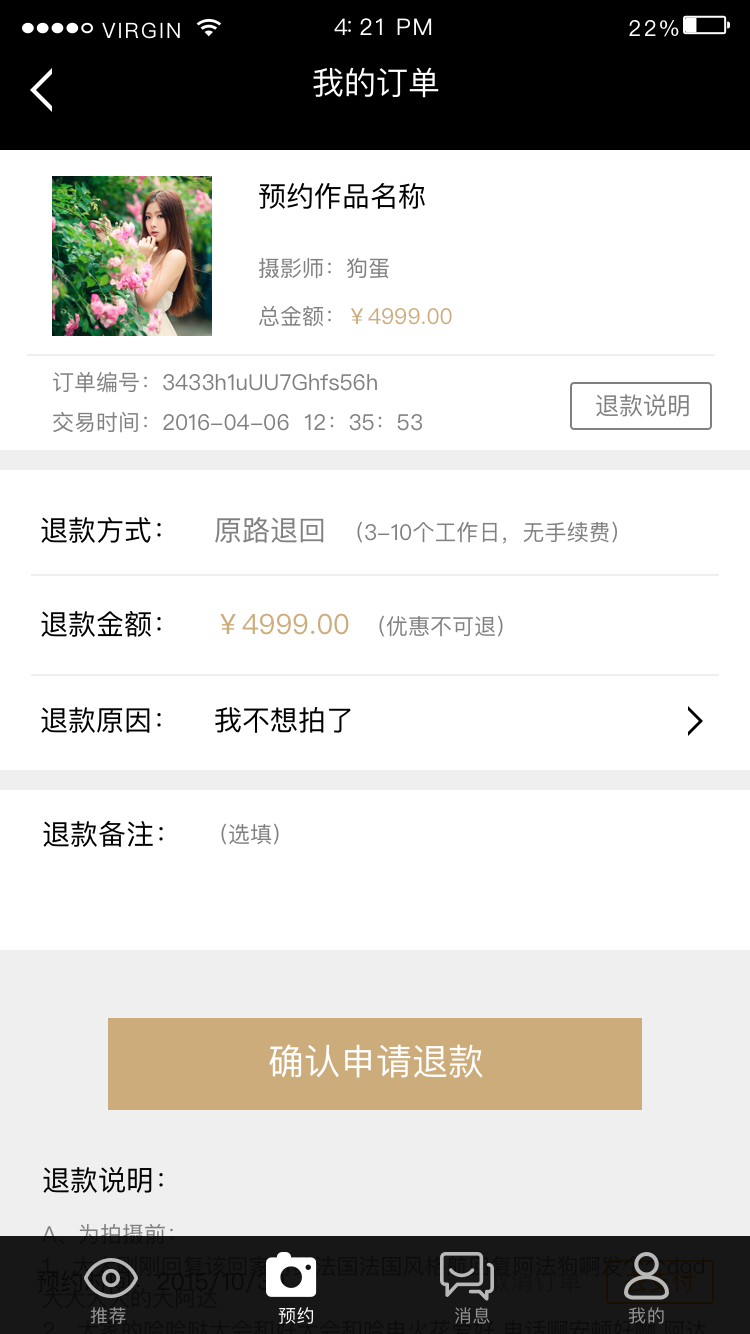 VIRGIN 4: 21 PM 22%
我的订单
预约作品名称
摄影师：狗蛋
总金额：￥4999.00
订单编号：3433h1uUU7Ghfs56h
交易时间：2016-04-06 12：35：53
退款说明
退款方式： 原路退回 （3-10个工作日，无手续费）
退款金额： ￥4999.00 （优惠不可退）
退款原因： 我不想拍了
退款备注： （选填）
确认申请退款
退款说明：
A、为拍摄前：
推荐 预约 消息 我的